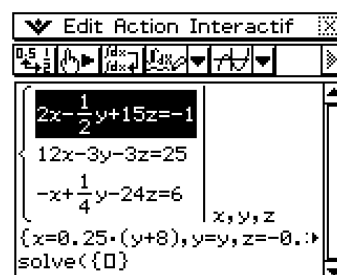 Edit Action Interactif
2x-1/2y+15z=-1
12x-3y-3z=25
-x+1/4y-24z=6
x,y,z
{x=0.25·(y+8),y=y,z=-0.
solve({□}